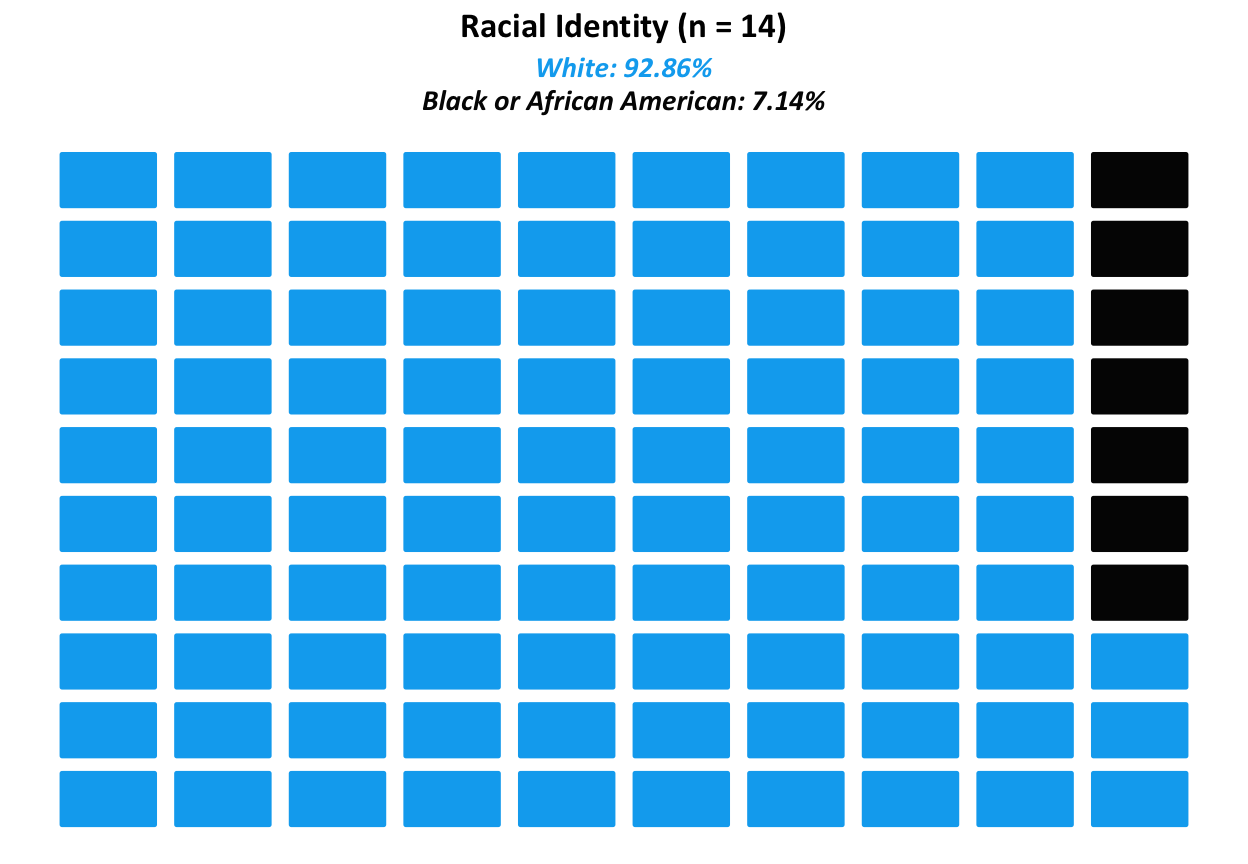 Racial Identity (n = 14)
White: 92.86%
Black or African American: 7.14%